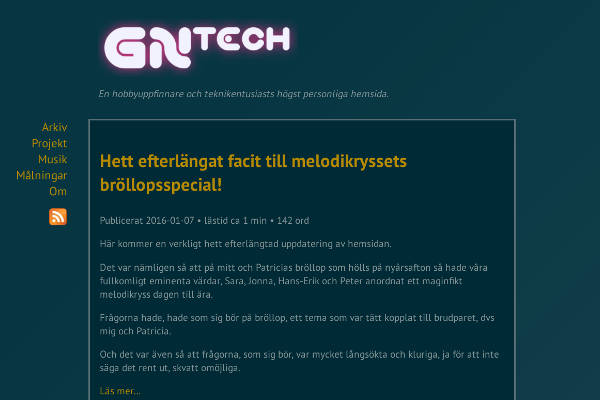 GNTECH
En hobbyuppfinnare och teknikentusiasts högst personliga hemsida.
Arkiv
Projekt
Musik
Målningar
Om
Hett efterlängat facit till melodikryssets
bröllopsspecial!
Publicerat 2016-01-07 • lästid ca 1 min • 142 ord
Här kommer en verkligt hett efterlängtad uppdatering av hemsidan.
Det var nämligen så att på mitt och Patricias bröllop som hölls på nyårsafton så hade våra
fullkomligt eminenta värdar, Sara, Jonna, Hans-Erik och Peter anordnat ett maginfikt
melodikryss dagen till ära.
Frågorna hade, hade som sig bör på bröllop, ett tema som var tätt kopplat till brudparet, dvs
mig och Patricia.
Och det var även så att frågorna, som sig bör, var mycket långsökta och kluriga, ja för att inte
säga det rent ut, skvatt omöjliga.
Läs mer...